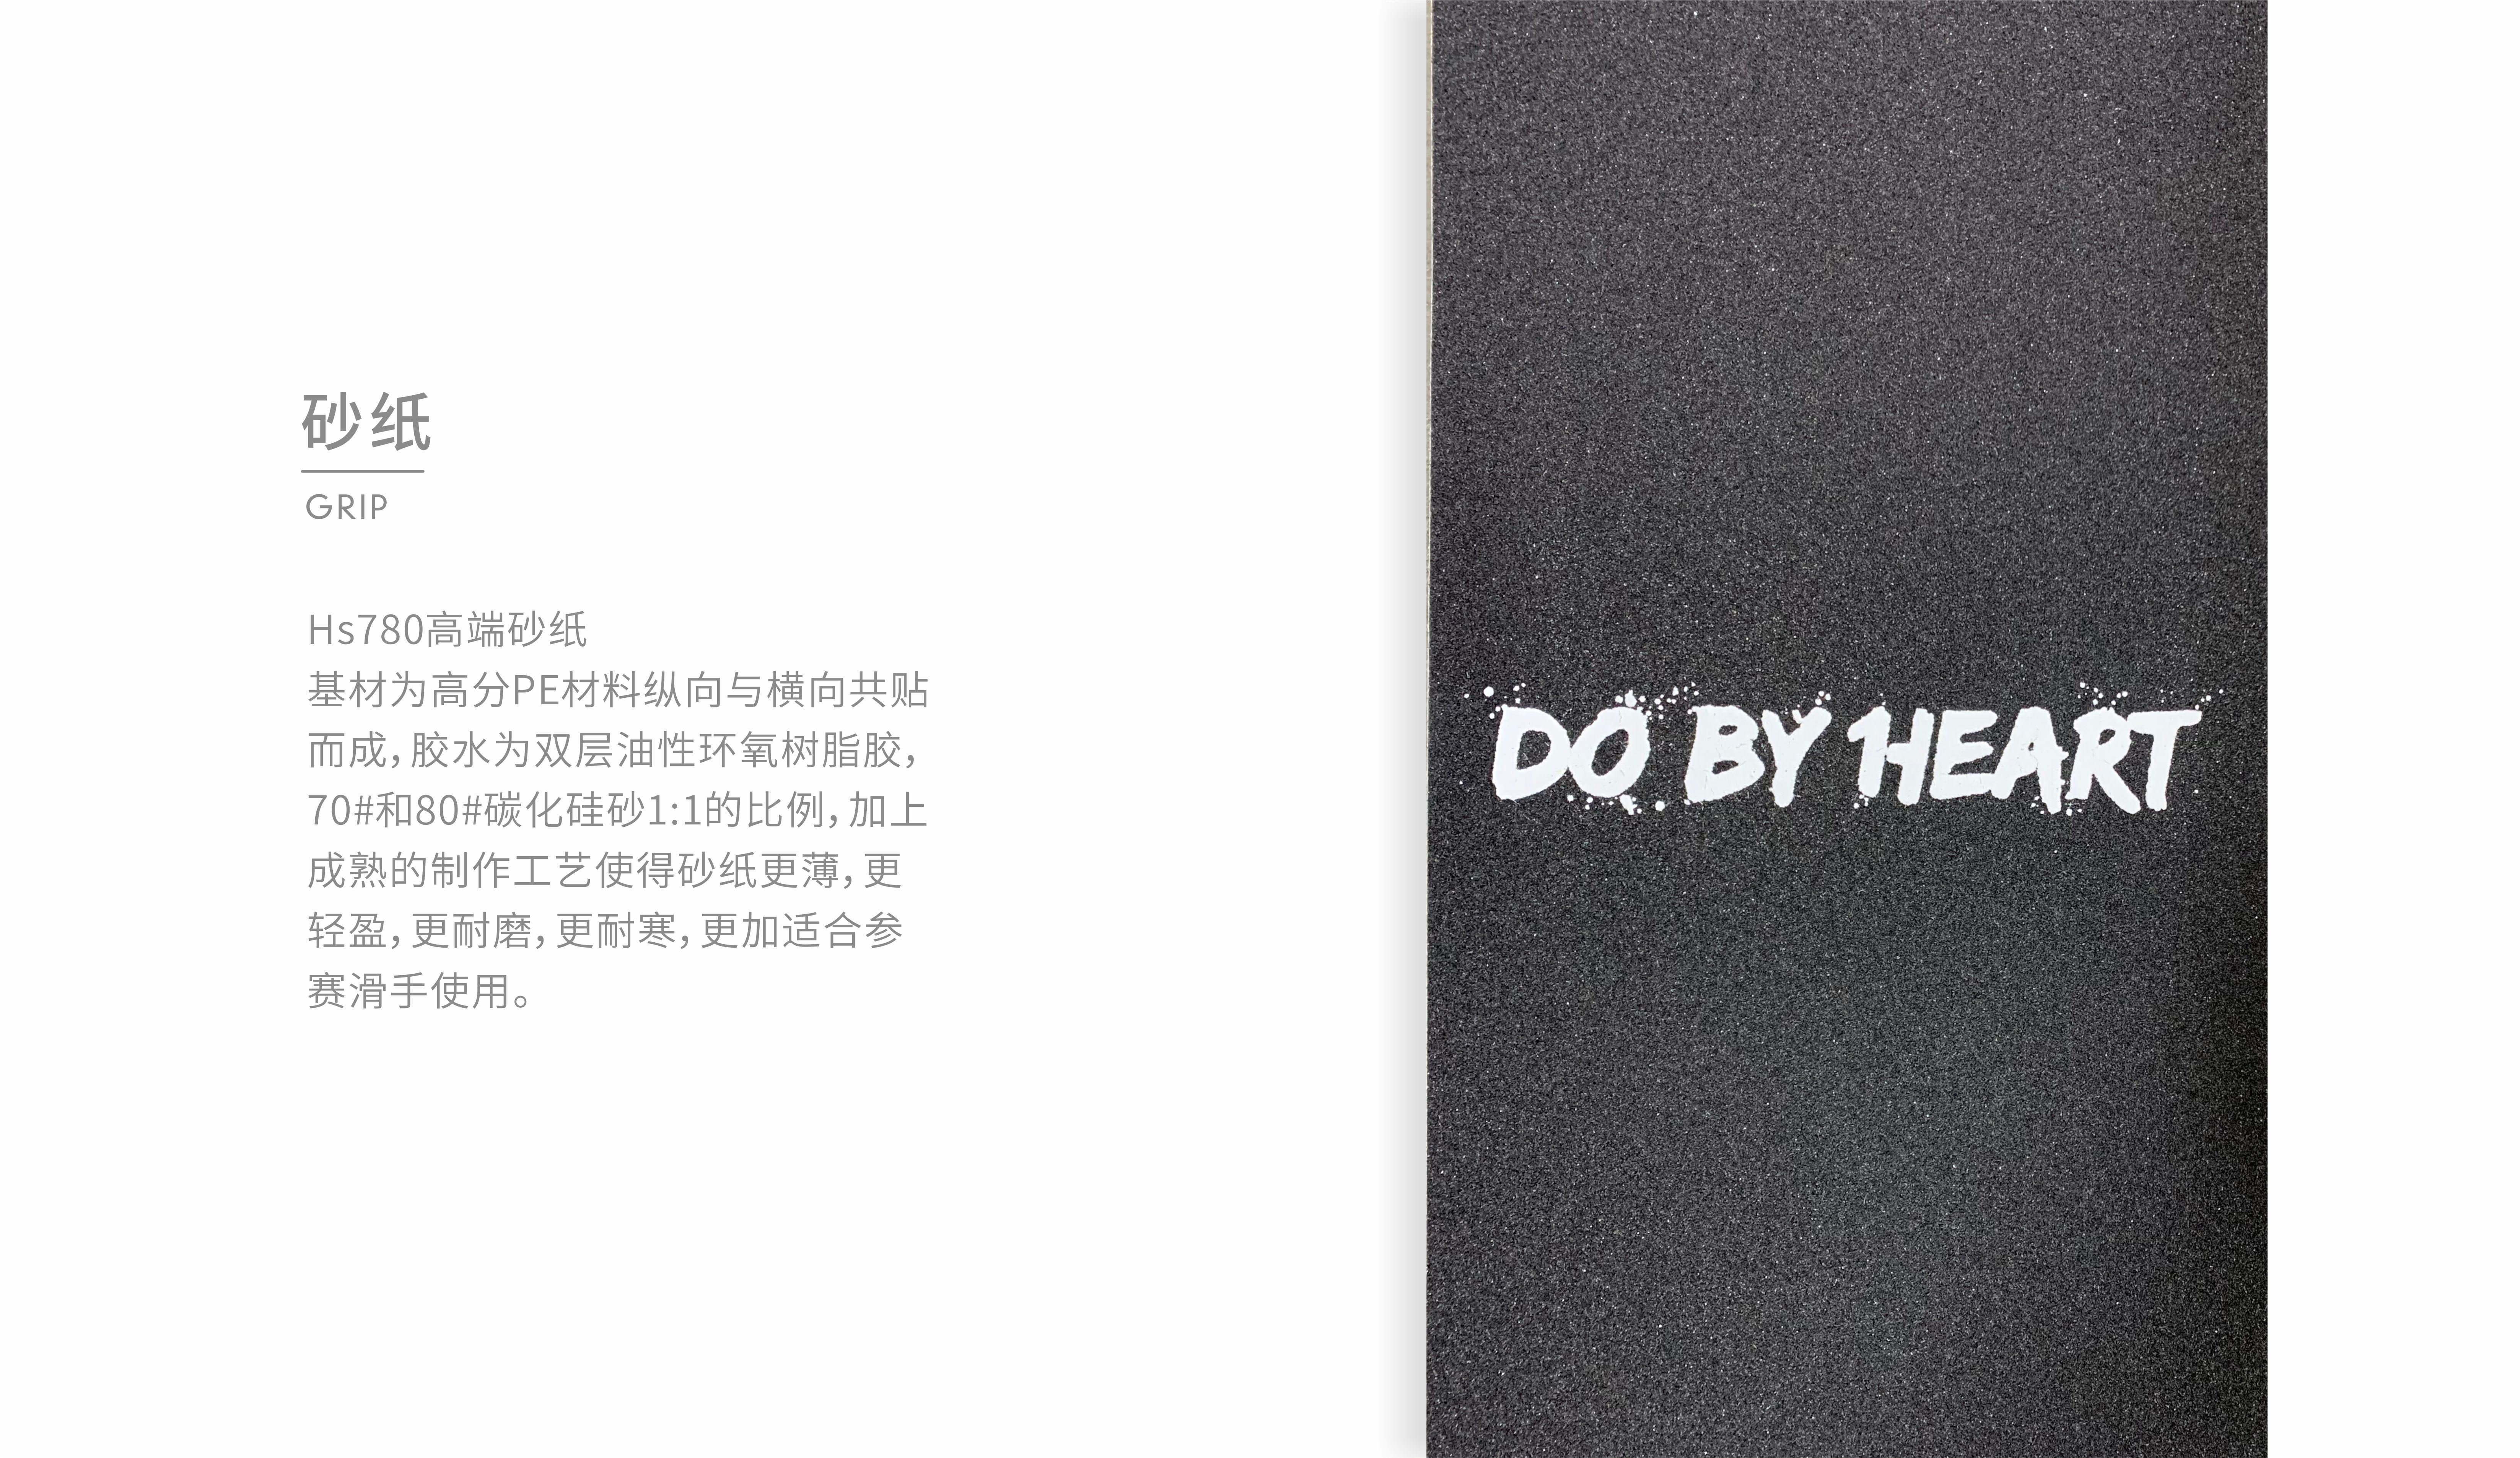 砂纸
GRIP
Hs780高端砂纸
基材为高分PE材料纵向与横向共贴
而成，胶水为双层油性环氧树脂胶，
70#和80#碳化硅砂1:1的比例，加上
成熟的制作工艺使得砂纸更薄，更
轻盈，更耐磨，更耐寒，更加适合参
赛滑手使用。
DO BY HEART